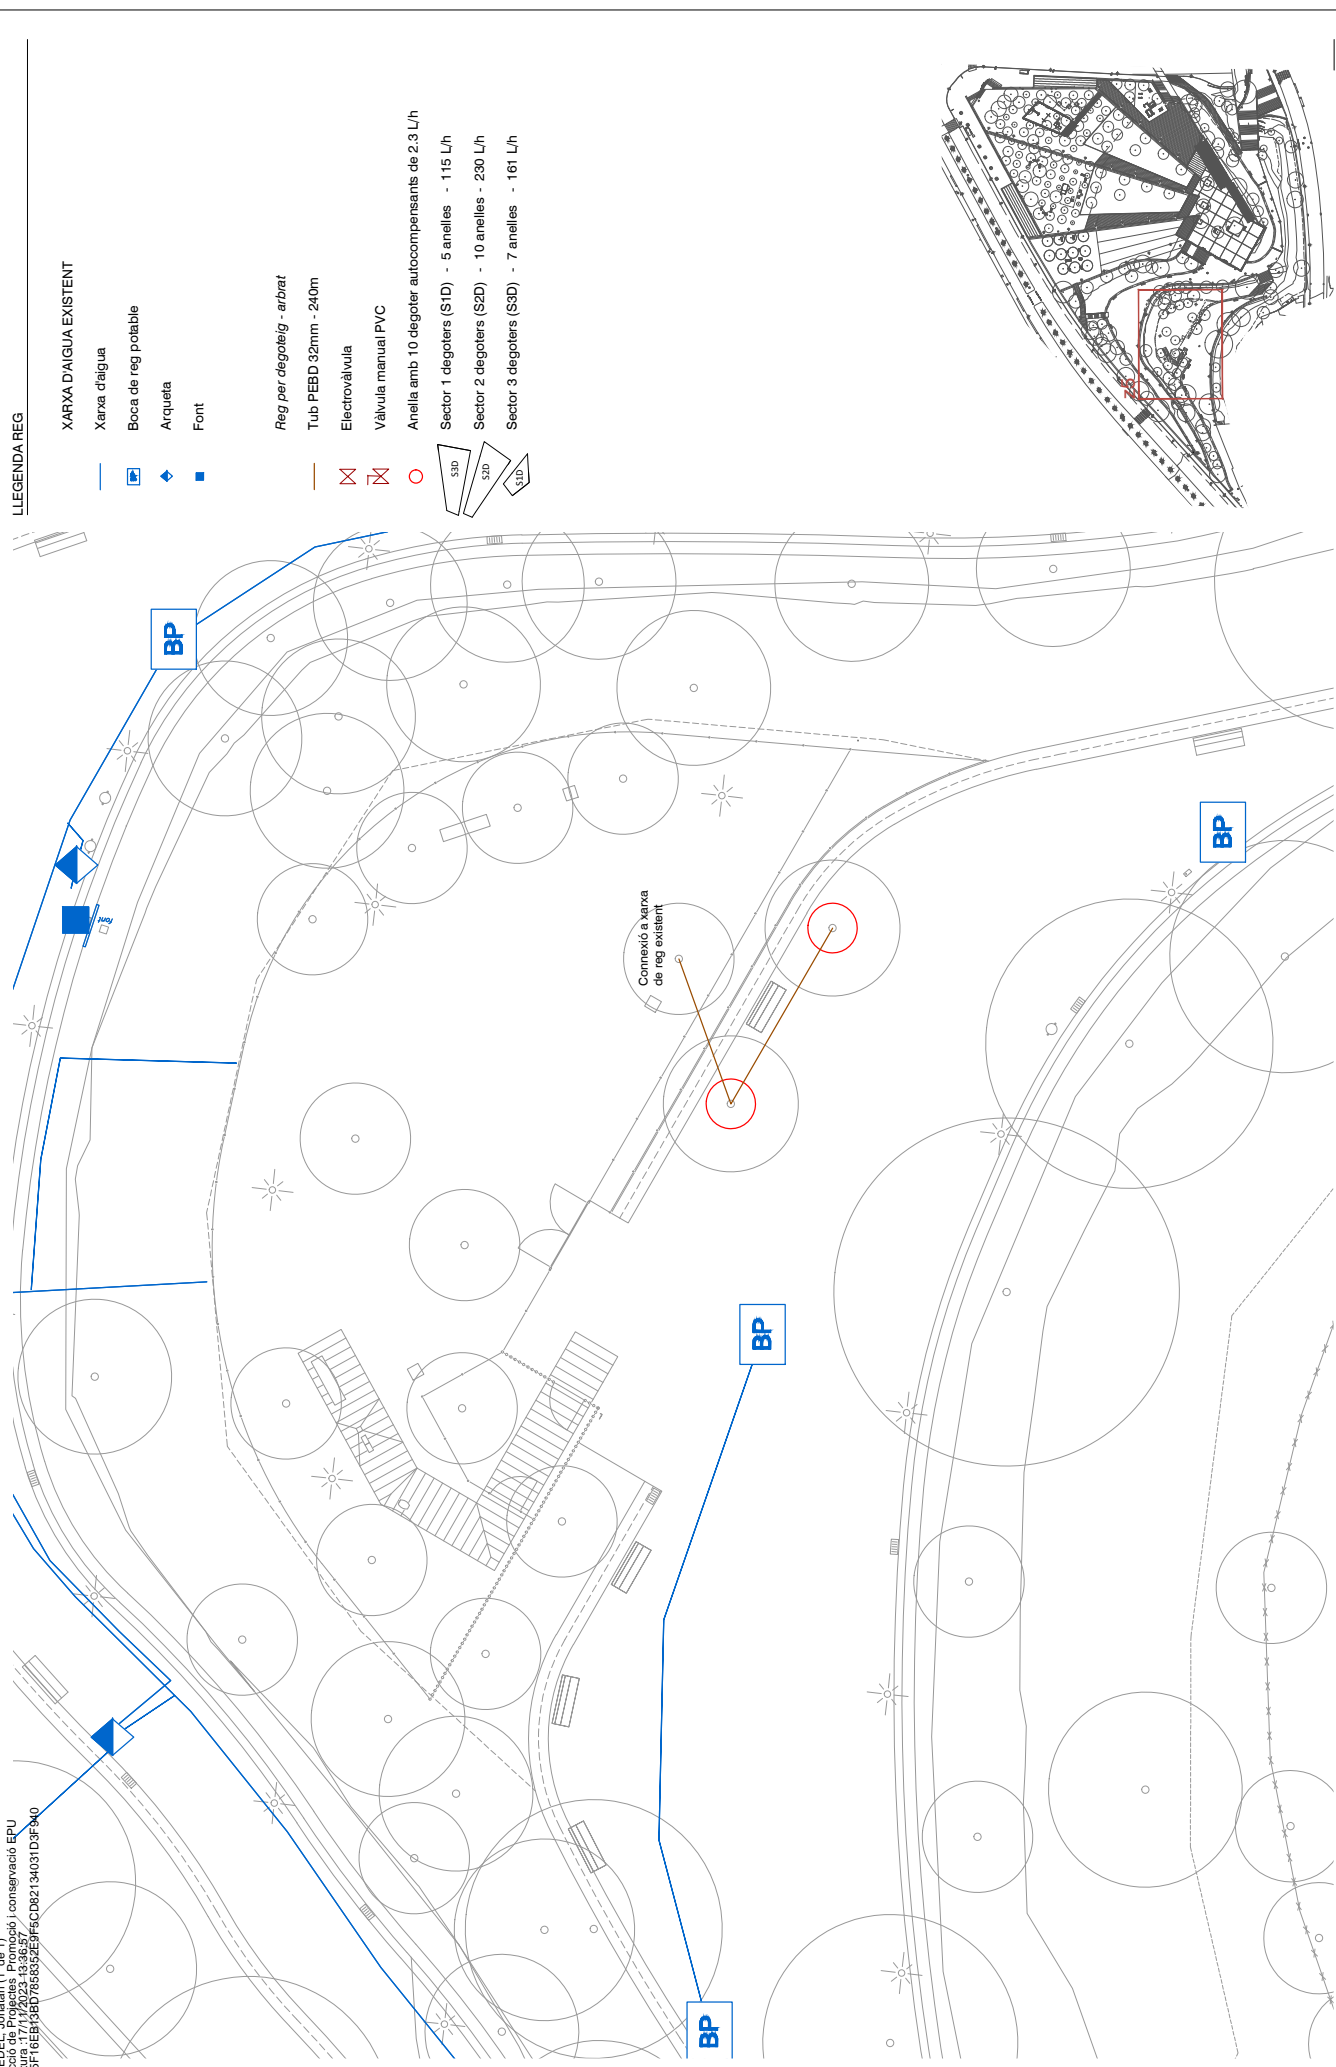 LLEGENDA REG
XARXA D'AIGUA EXISTENT
Xarxa d'aigua
BP
Boca de reg potable
Arqueta
Font
Reg per degoteig - arbrat
Tub PEBD 32mm - 240m
Electrovàlvula
Vàlvula manual PVC
Anella amb 10 degoter autocompensants de 2.3 L/h
Sector 1 degoters (S1D) - 5 anelles - 115 L/h
Sector 2 degoters (S2D) - 10 anelles - 230 L/h
Sector 3 degoters (S3D) - 7 anelles - 161 L/h
S3D
S2D
S1D
BP
font
BP
Connexió a xarxa
de reg existent
BP
BP
cció de Projectes. Promoció i conservació EPU
tura :17/11/2023 13:36:57